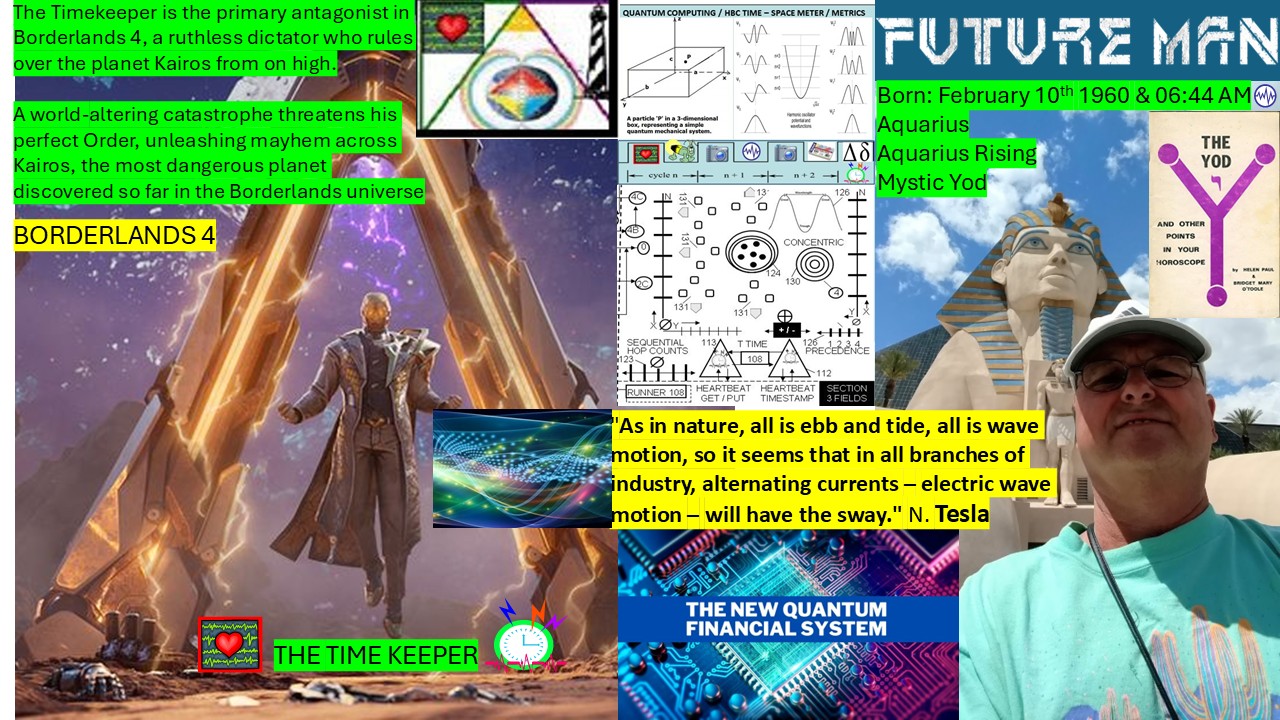 The Timekeeper is the primary antagonist in
Borderlands 4, a ruthless dictator who rules
over the planet Kairos from on high.
A world-altering catastrophe threatens his
perfect Order, unleashing mayhem across
Kairos, the most dangerous planet
discovered so far in the Borderlands universe
BORDERLANDS 4
THE TIME KEEPER
QUANTUM COMPUTING / HBC TIME – SPACE METER / METRICS
z
c
P
a
x
b
y
A particle 'P' in a 3-dimensional
box, representing a simple
quantum mechanical system.
Harmonic oscillator
potential and
wavefunctions
Δδ
cycle n
n + 1
n + 2
4C
N
131
13
126
N
4B
131
0
CONCENTRIC
131
124
2C
130
4
131
131
X
Y
+ / -
X
1 2 3 4
SEQUENTIAL
HOP COUNTS
113
T TIME
126
PRECEDENCE
123
108
112
RUNNER 108
HEARTBEAT
GET / PUT
HEARTBEAT
TIMESTAMP
SECTION
3 FIELDS
"As in nature, all is ebb and tide, all is wave
motion, so it seems that in all branches of
industry, alternating currents – electric wave
motion – will have the sway." N. Tesla
THE NEW QUANTUM
FINANCIAL SYSTEM
FUTURE MAN
Born: February 10th 1960 & 06:44 AM
Aquarius
Aquarius Rising
Mystic Yod
THE
YOD
AND OTHER
POINTS
IN YOUR
HOROSCOPE
by HELEN PAUL
&
BRIDGET MARY
O'TOOLE